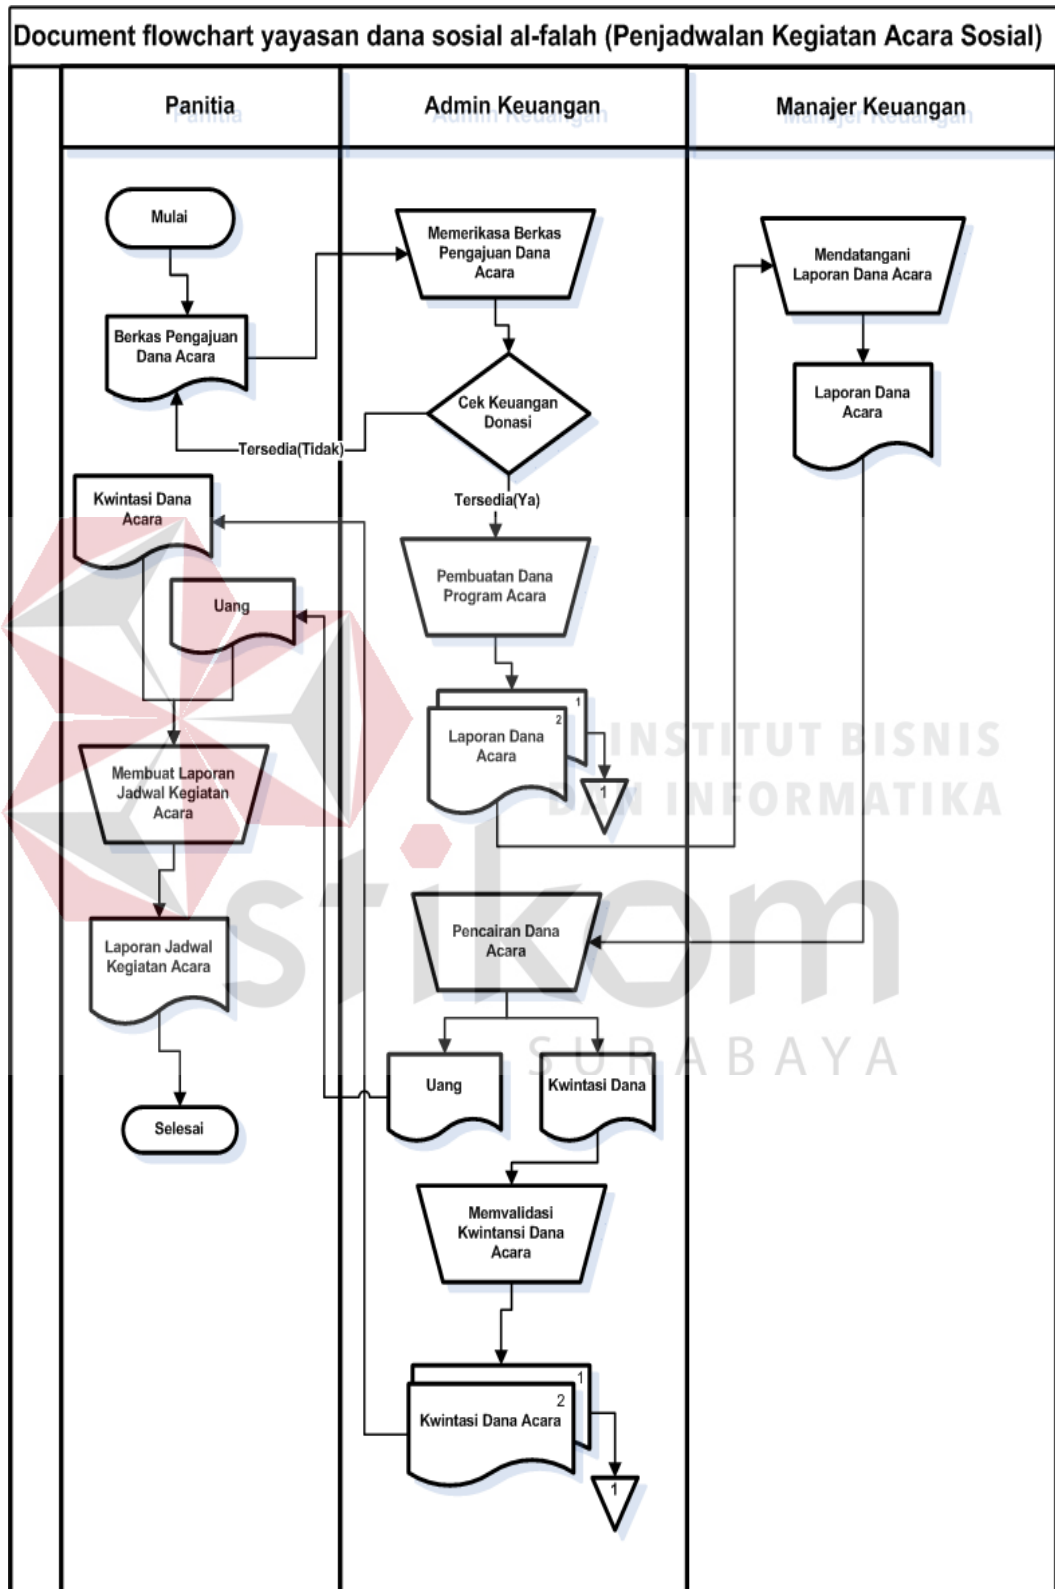 Document flowchart yayasan dana sosial al-falah (Penjadwalan Kegiatan Acara Sosial)
Panitia
Admin Keuangan
Manajer Keuangan
Mulai
Berkas Pengajuan
Dana Acara
Memerikasa Berkas
Pengajuan Dana
Acara
Mendatangani
Laporan Dana Acara
Cek Keuangan
Donasi
Laporan Dana
Acara
Tersedia(Tidak)
Tersedia(Ya)
Kwintasi Dana
Acara
Uang
Pembuatan Dana
Program Acara
1
2
Laporan Dana
Acara
1
Membuat Laporan
Jadwal Kegiatan
Acara
Laporan Jadwal
Kegiatan Acara
Selesai
Pencairan Dana
Acara
Uang
Kwintasi Dana
Memvalidasi
Kwintansi Dana
Acara
1
2
Kwintasi Dana Acara
1
INSTITUT BISNIS
DAN INFORMATIKA
stikom
SURABAYA